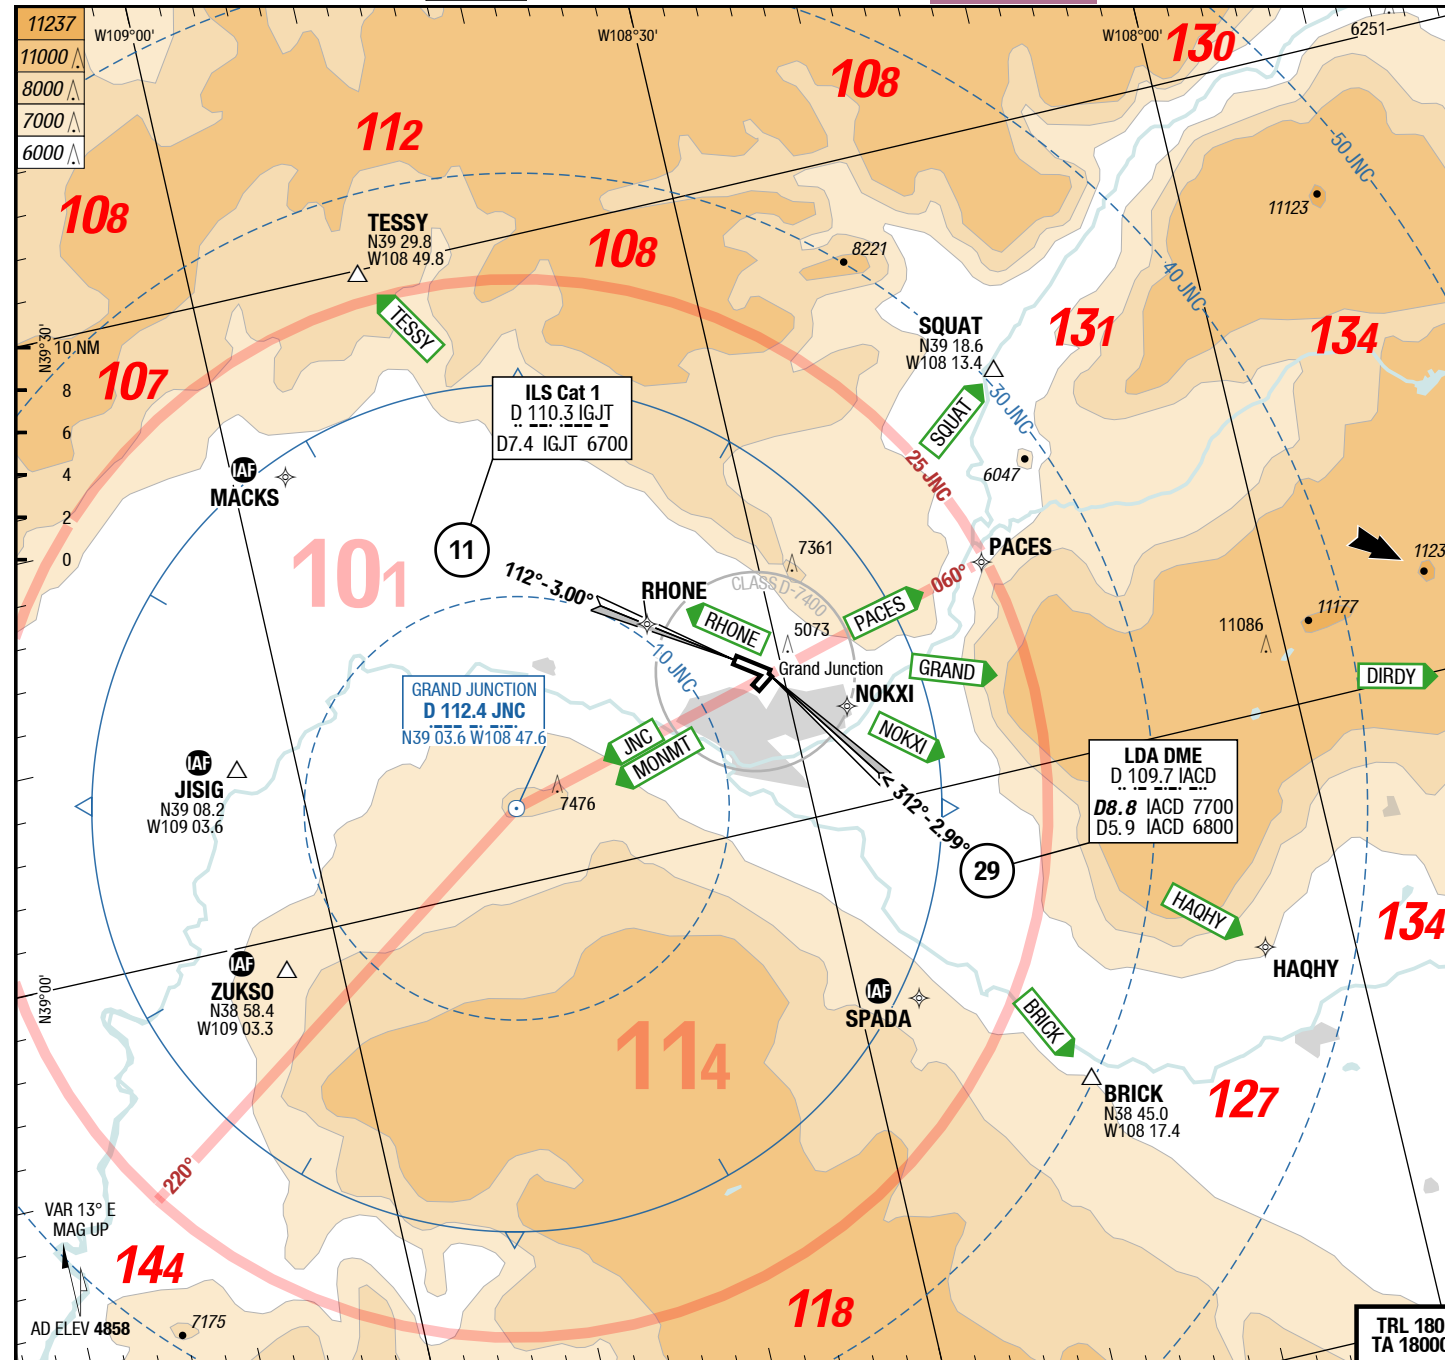 11237
11000
8000
7000
6000
W109°00'
W108°30'
W108°00'
6251
130
108
112
108
108
131
134
107
101
114
134
127
118
144
50 JNC
40 JNC
30 JNC
25 JNC
10 JNC
11123
8221
TESSY
N39 29.8
W108 49.8
TESSY
N39°30'
10 NM
8
6
4
2
0
SQUAT
N39 18.6
W108 13.4
SQUAT
6047
ILS Cat 1
D 110.3 IGJT
D7.4 IGJT 6700
11
112°-3.00°
IAF
MACKS
PACES
060°
PACES
7361
CLASS D-7400
RHONE
RHONE
5073
Grand Junction
GRAND
11086
11177
DIRDY
NOKXI
NOKXI
GRAND JUNCTION
D 112.4 JNC
N39 03.6 W108 47.6
JNC
MONMT
7476
LDA DME
D 109.7 IACD
D8.8 IACD 7700
D5.9 IACD 6800
312°-2.99°
29
IAF
JISIG
N39 08.2
W109 03.6
HAQHY
HAQHY
IAF
ZUKSO
N38 58.4
W109 03.3
N39°00'
IAF
SPADA
BRICK
BRICK
N38 45.0
W108 17.4
220°
VAR 13° E
MAG UP
AD ELEV 4858
7175
TRL 180
TA 18000